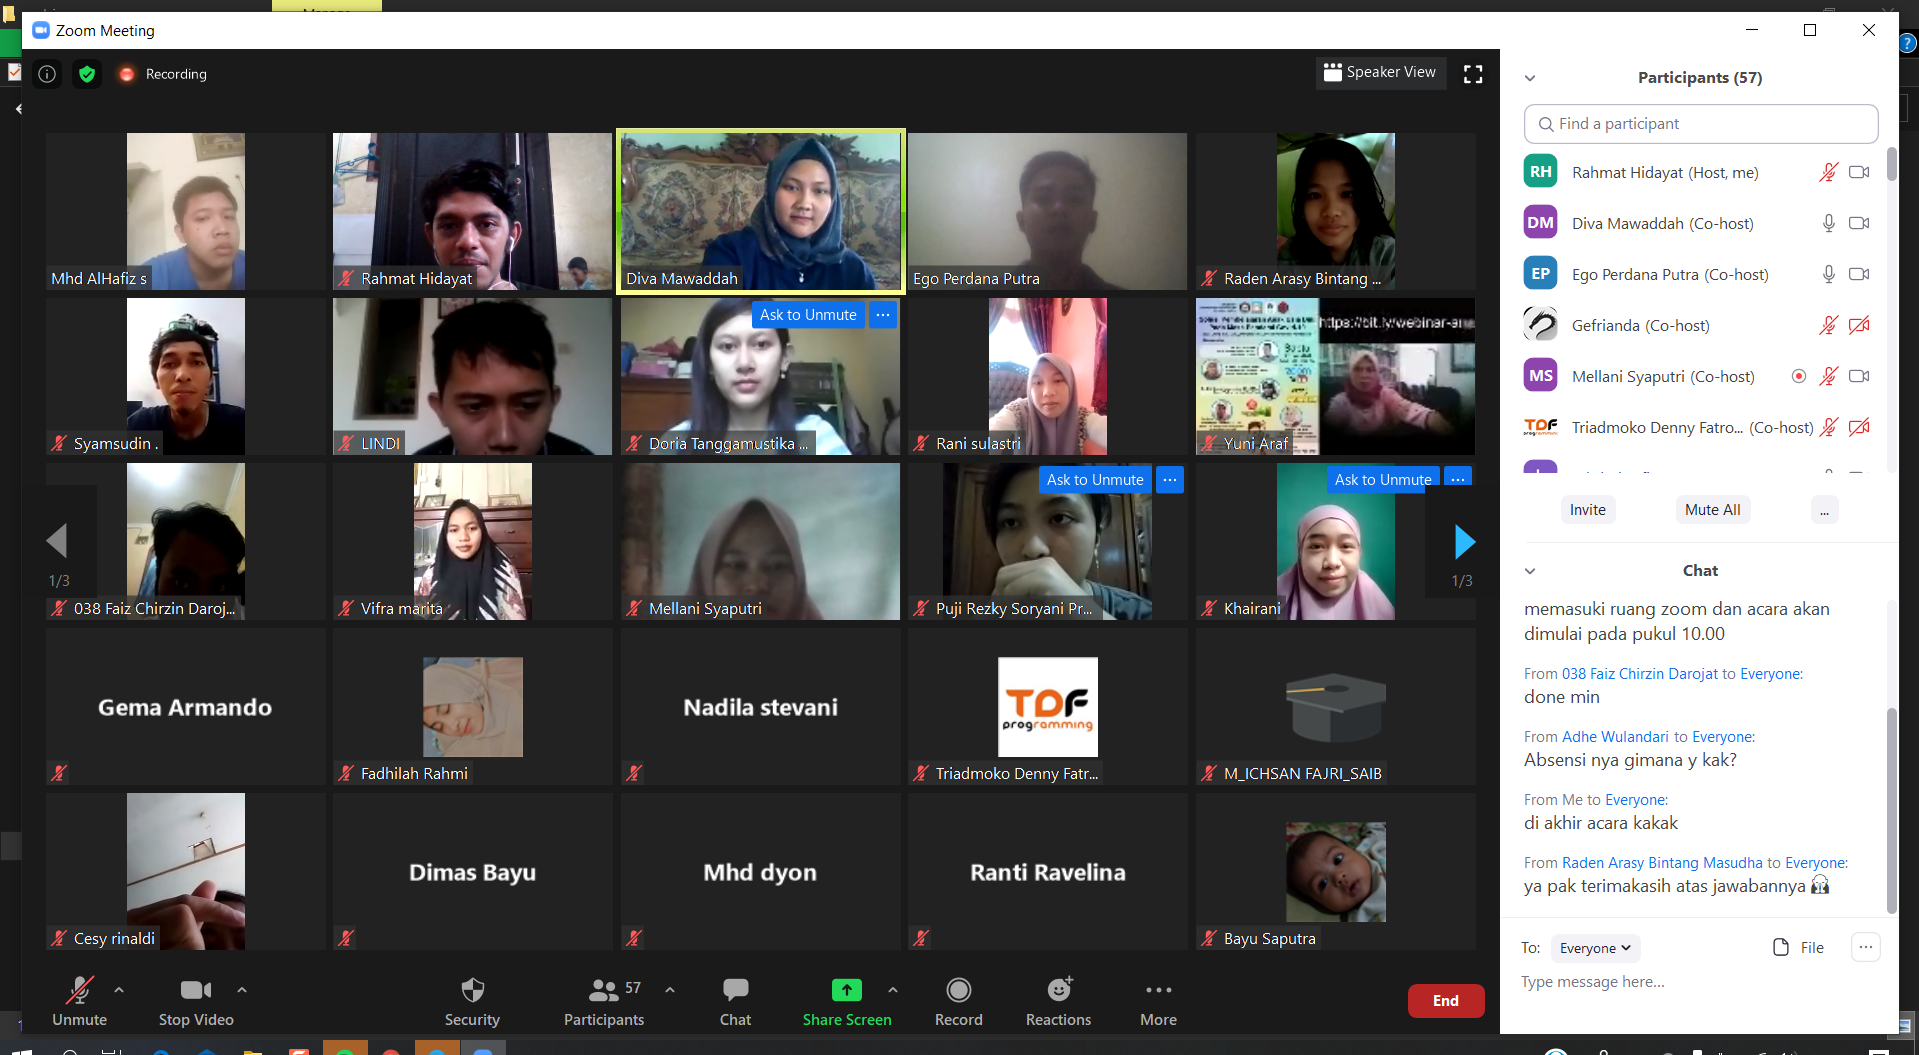 Zoom Meeting
Recording
Speaker View
Mhd AlHafiz s
Rahmat Hidayat
Diva Mawaddah
Ego Perdana Putra
Raden Arasy Bintang ...
Ask to Unmute ...
https://bit.ly/webinar-
Syamsudin .
LINDI
Doria Tanggamustika ...
Rani sulastri
Yuni Araf
Ask to Unmute ...
Ask to Unmute ...
1/3
1/3
038 Faiz Chirzin Daroj...
Vifra marita
Mellani Syaputri
Puji Rezky Soryani Pr...
Khairani
Gema Armando
Nadila stevani
TDF
programming
Fadhilah Rahmi
Triadmoko Denny Fatr...
M_ICHSAN FAJRI_SAIB
Dimas Bayu
Mhd dyon
Ranti Ravelina
Cesy rinaldi
Bayu Saputra
Unmute
Stop Video
Security
Participants
57
Chat
Share Screen
Record
Reactions
More
End
Participants (57)
Find a participant
RH Rahmat Hidayat (Host, me)
DM Diva Mawaddah (Co-host)
EP Ego Perdana Putra (Co-host)
Gefrianda (Co-host)
MS Mellani Syaputri (Co-host)
TDF programming Triadmoko Denny Fatro... (Co-host)
Invite
Mute All
...
Chat
memasuki ruang zoom dan acara akan
dimulai pada pukul 10.00
From 038 Faiz Chirzin Darojat to Everyone:
done min
From Adhe Wulandari to Everyone:
Absensi nya gimana y kak?
From Me to Everyone:
di akhir acara kakak
From Raden Arasy Bintang Masudha to Everyone:
ya pak terimakasih atas jawabannya
To: Everyone
File
...
Type message here...